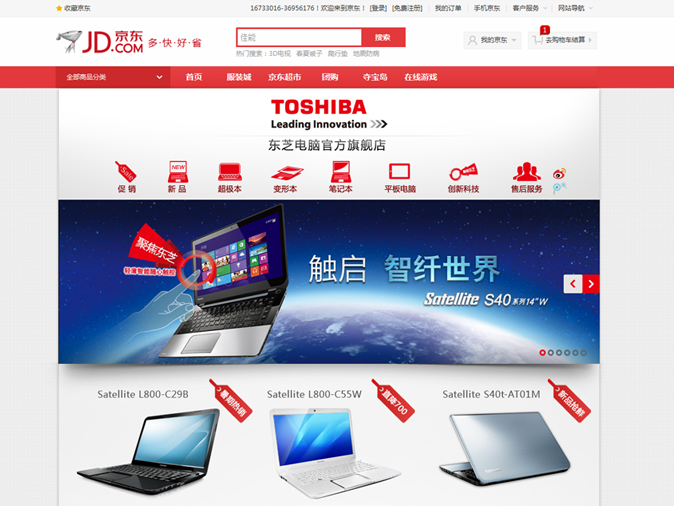 收藏京东
16733016-36956176！欢迎来到京东！ [登录] [免费注册] 我的订单 手机京东 客户服务 网站导航
JD 京东
.COM
多·快·好·省
佳能 搜索
热门搜索：3D电视 春夏被子 爬行垫 地漏防病
我的京东
1
去购物车结算
全部商品分类 首页 服装城 京东超市 团购 夺宝岛 在线游戏
TOSHIBA
Leading Innovation >>>
东芝电脑官方旗舰店
Sale
NEW
促 销 新 品 超极本 变形本 笔记本 平板电脑 创新科技 售后服务
聚焦东芝
轻薄智能随心触控
触启 智纤世界
Satellite S40系列14"W
Satellite L800-C29B
暑期热销
Satellite L800-C55W
直降700
Satellite S40t-AT01M
新品抢鲜